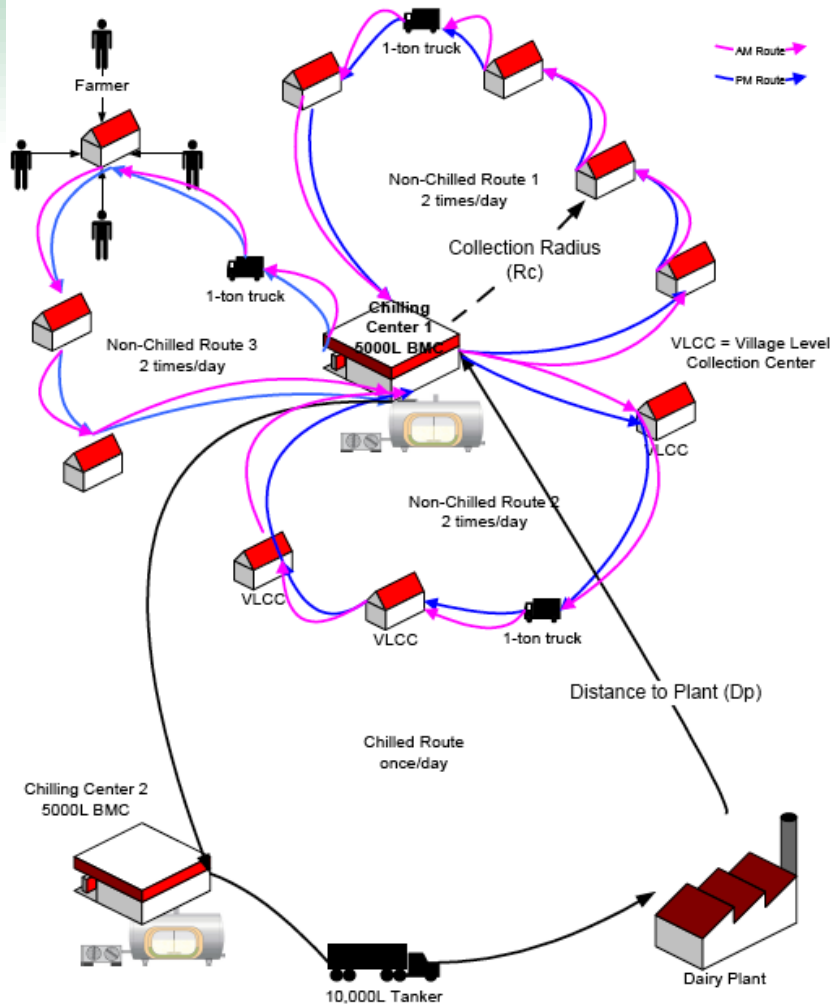 1-ton truck
AM Route
PM Route
Farmer
Non-Chilled Route 1
2 times/day
Collection Radius
(Rc)
1-ton truck
Chilling
Center 1
5000L BMC
Non-Chilled Route 3
2 times/day
VLCC = Village Level
Collection Center
VLCC
Non-Chilled Route 2
2 times/day
VLCC
VLCC
1-ton truck
Distance to Plant (Dp)
Chilled Route
once/day
Chilling Center 2
5000L BMC
Dairy Plant
10,000L Tanker